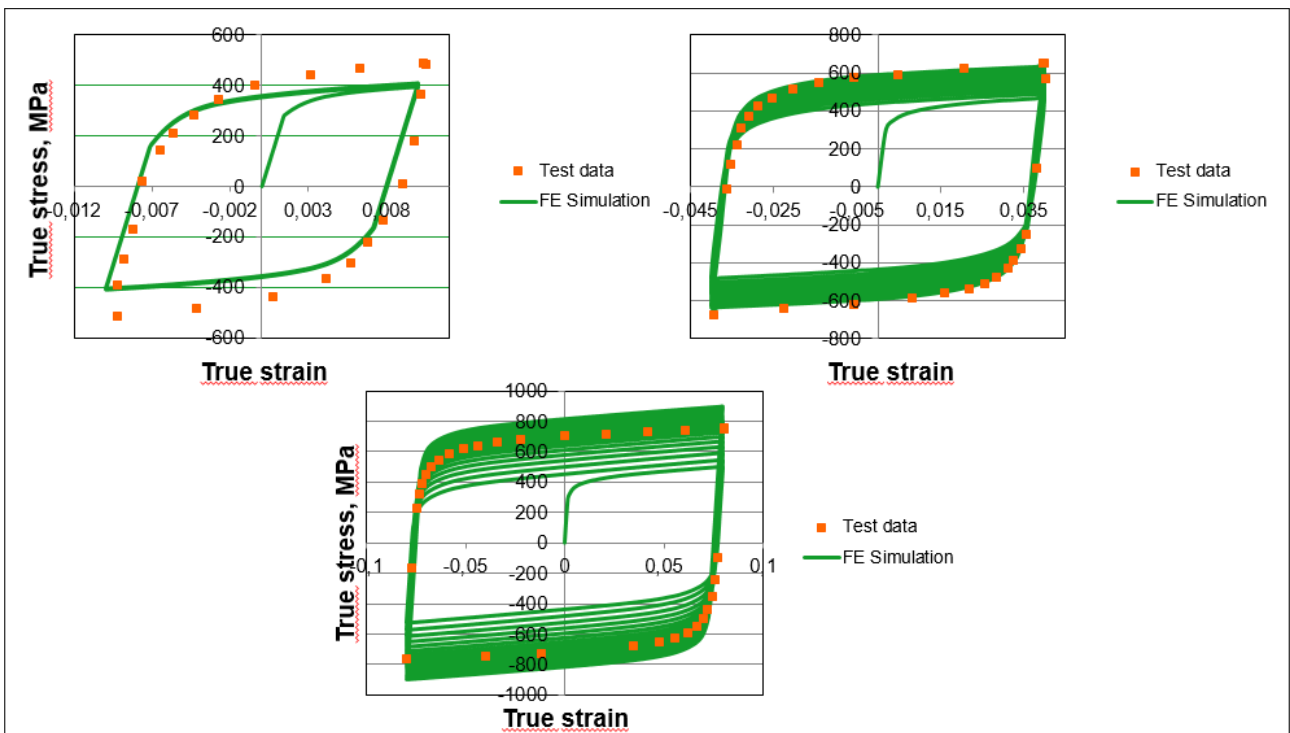 600
400
200
0
-200
-400
-600
-0,012 -0,007 -0,002 0,003 0,008
True stress, MPa
True strain
Test data
FE Simulation
800
600
400
200
0
-200
-400
-600
-800
-0,045 -0,025 -0,005 0,015 0,035
True strain
Test data
FE Simulation
1000
800
600
400
200
0
-200
-400
-600
-800
-1000
-0,1 -0,05 0 0,05 0,1
True stress, MPa
True strain
Test data
FE Simulation